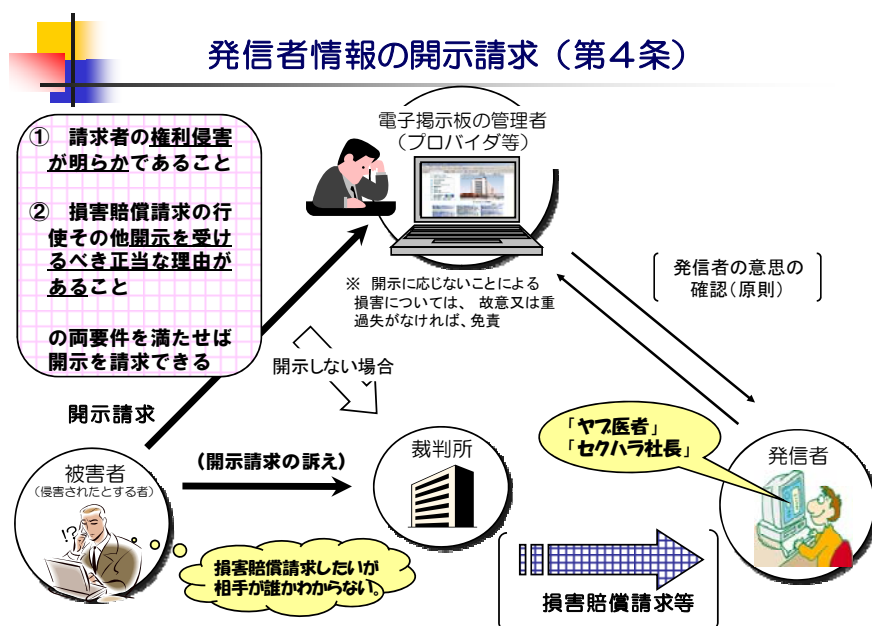 発信者情報の開示請求（第４条）
① 請求者の権利侵害
が明らかであること
② 損害賠償請求の行
使その他開示を受け
るべき正当な理由が
あること
の両要件を満たせば
開示を請求できる
電子掲示板の管理者
（プロバイダ等）
※ 開示に応じないことによる
損害については、 故意又は重
過失がなければ、免責
発信者の意思の
確認（原則）
開示しない場合
開示請求
（開示請求の訴え）
裁判所
「ヤブ医者」
「セクハラ社長」
発信者
被害者
（侵害されたとする者）
!?
損害賠償請求したいが
相手が誰かわからない。
損害賠償請求等